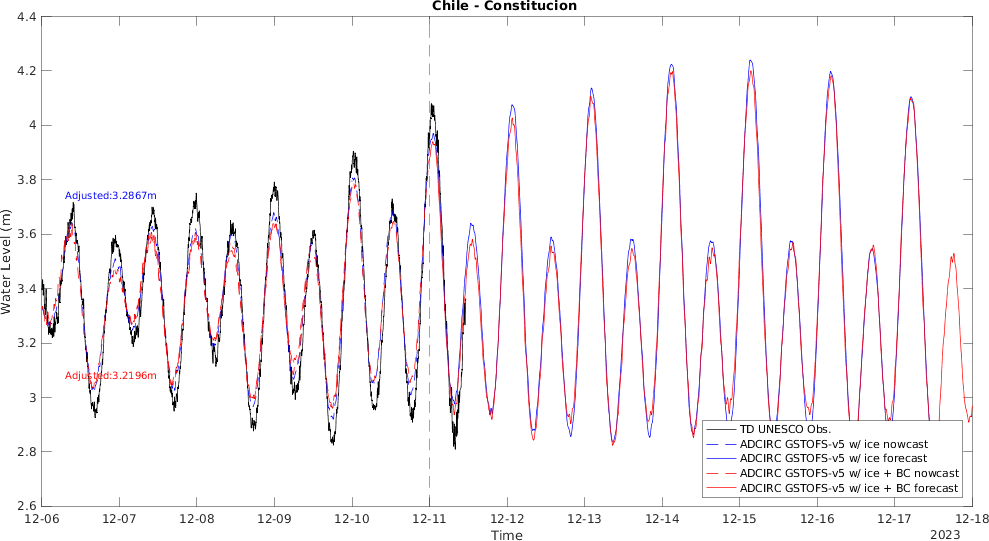 Chile - Constitucion
4.4
4.2
4
3.8
3.6
3.4
3.2
3
2.8
2.6
Water Level (m)
Adjusted:3.2867m
Adjusted:3.2196m
TD UNESCO Obs.
ADCIRC GSTOFS-v5 w/ ice nowcast
ADCIRC GSTOFS-v5 w/ ice forecast
ADCIRC GSTOFS-v5 w/ ice + BC nowcast
ADCIRC GSTOFS-v5 w/ ice + BC forecast
12-06 12-07 12-08 12-09 12-10 12-11 12-12 12-13 12-14 12-15 12-16 12-17 12-18
Time
2023